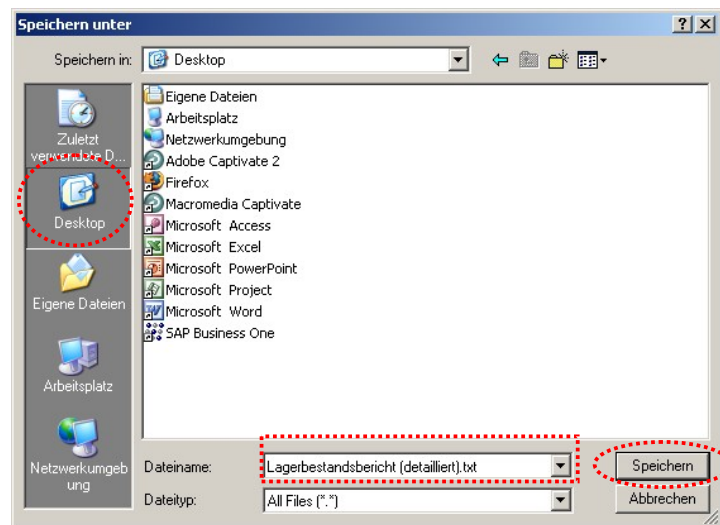 Speichern unter
Speichern in:
Desktop
Zuletzt
verwendete D...
Desktop
Eigene Dateien
Arbeitsplatz
Netzwerkumgeb
ung
Eigene Dateien
Arbeitsplatz
Netzwerkumgebung
Adobe Captivate 2
Firefox
Macromedia Captivate
Microsoft Access
Microsoft Excel
Microsoft PowerPoint
Microsoft Project
Microsoft Word
SAP Business One
Dateiname:
Lagerbestandsbericht (detailliert).txt
Speichern
Dateityp:
All Files (*.*)
Abbrechen